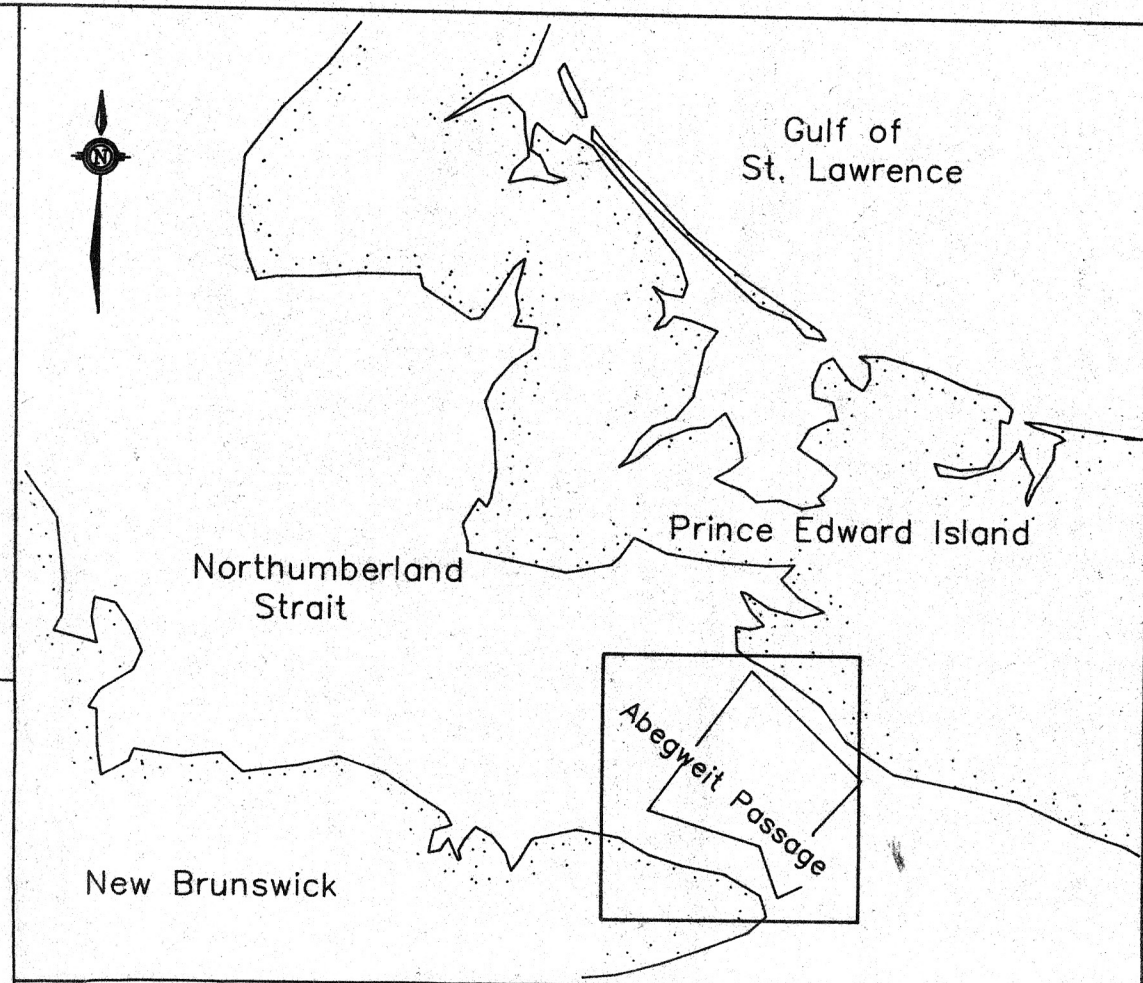 N
Gulf of
St. Lawrence
Prince Edward Island
Northumberland
Strait
Abegweit Passage
New Brunswick